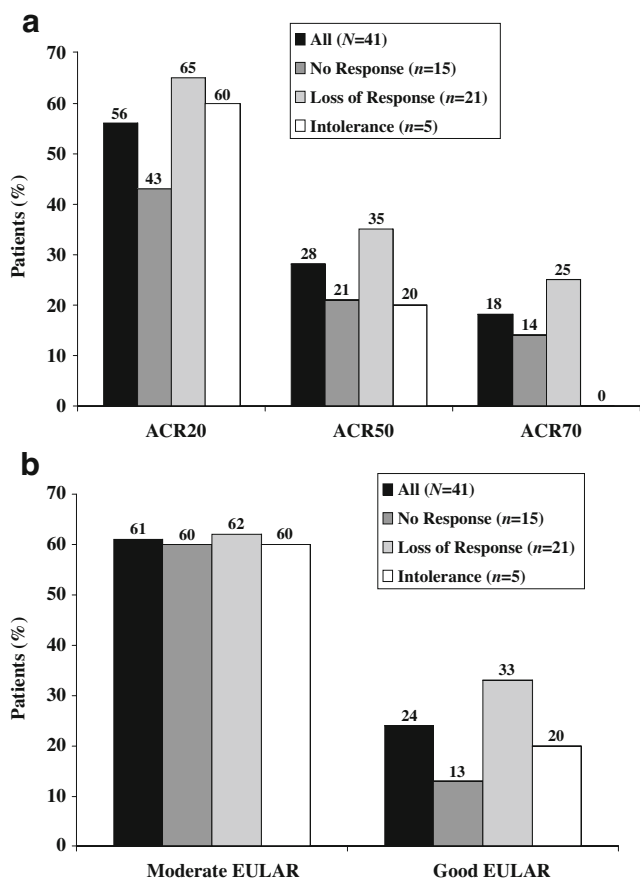 a
All (N=41)
No Response (n=15)
Loss of Response (n=21)
Intolerance (n=5)
Patients (%)
70
60
50
40
30
20
10
0
56
43
65
60
28
21
35
20
18
14
25
0
ACR20 ACR50 ACR70
b
All (N=41)
No Response (n=15)
Loss of Response (n=21)
Intolerance (n=5)
Patients (%)
70
60
50
40
30
20
10
0
61
60
62
60
24
13
33
20
Moderate EULAR Good EULAR